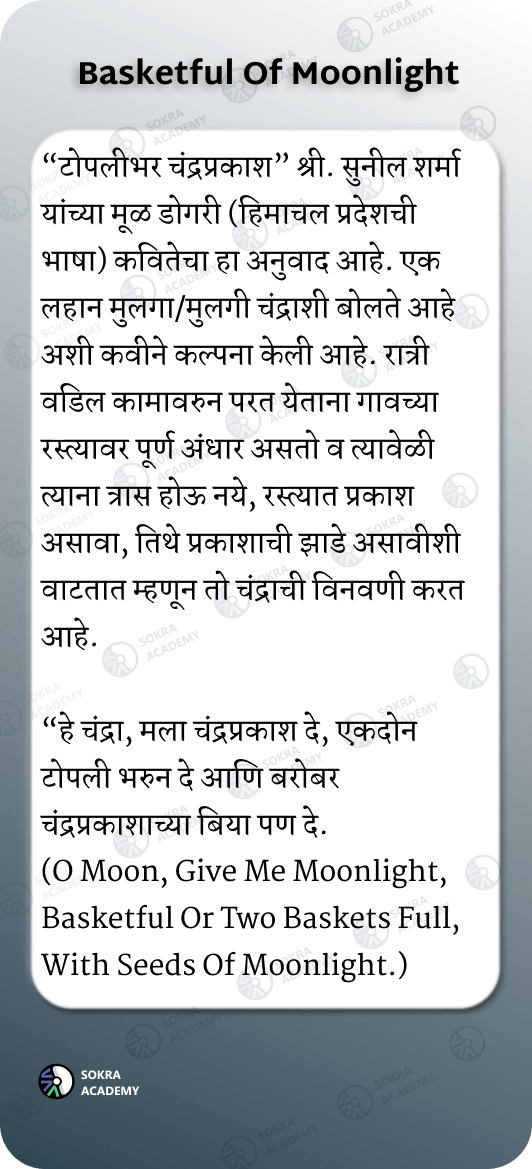 Basketful Of Moonlight
“टोपलीभर चंद्रप्रकाश” श्री. सुनील शर्मा
यांच्या मूळ डोगरी (हिमाचल प्रदेशची
भाषा) कवितेचा हा अनुवाद आहे. एक
लहान मुलगा/मुलगी चंद्राशी बोलते आहे
अशी कवीने कल्पना केली आहे. रात्री
वडिल कामावरुन परत येताना गावच्या
रस्त्यावर पूर्ण अंधार असतो व त्यावेळी
त्याना त्रास होऊ नये, रस्त्यात प्रकाश
असावा, तिथे प्रकाशाची झाडे असावीशी
वाटतात म्हणून तो चंद्राची विनवणी करत
आहे.
“हे चंद्रा, मला चंद्रप्रकाश दे, एकदोन
टोपली भरुन दे आणि बरोबर
चंद्रप्रकाशाच्या बिया पण दे.
(O Moon, Give Me Moonlight,
Basketful Or Two Baskets Full,
With Seeds Of Moonlight.)
SOKRA
ACADEMY